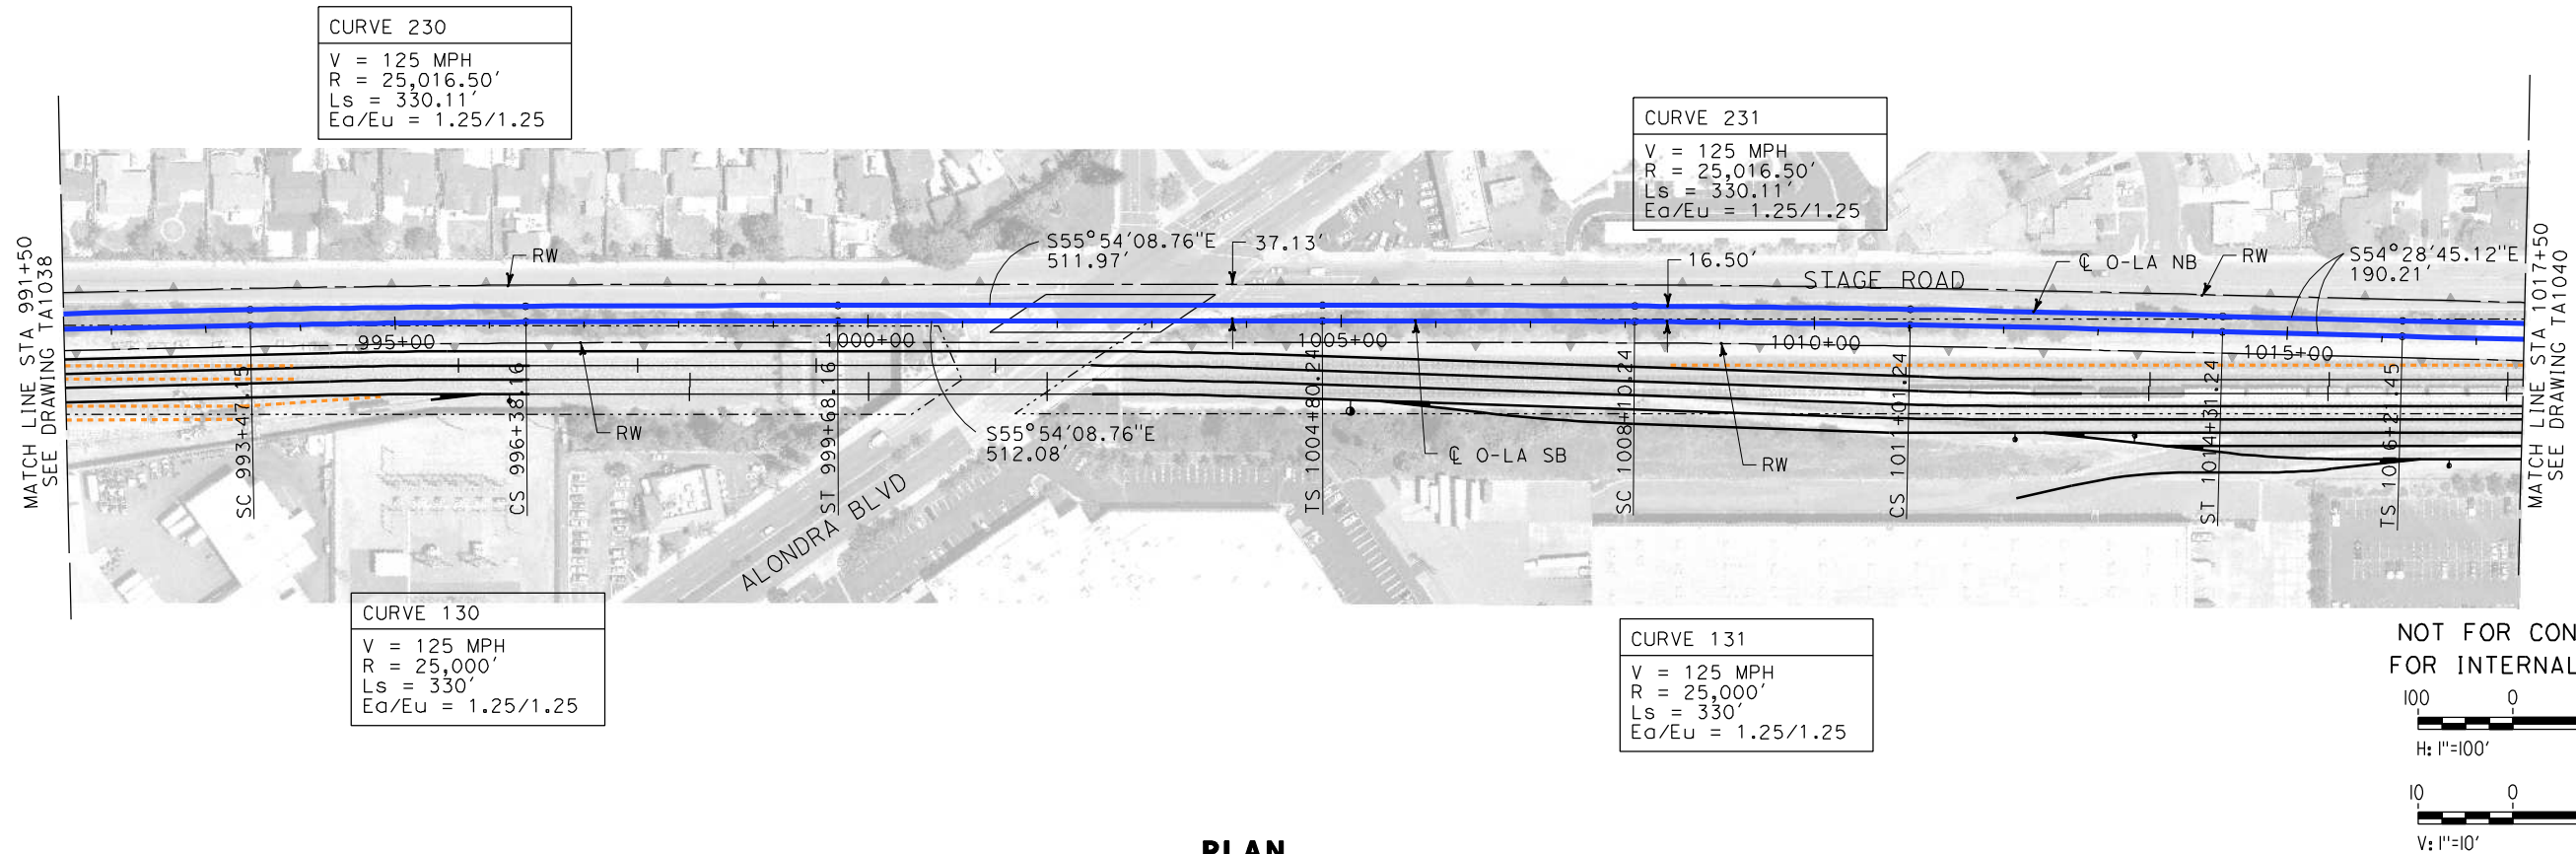 CURVE 230
V = 125 MPH
R = 25,016.50′
Ls = 330.11′
Ea/Eu = 1.25/1.25
CURVE 231
V = 125 MPH
R = 25,016.50′
Ls = 330.11′
Ea/Eu = 1.25/1.25
MATCH LINE STA 991+50
SEE DRAWING TA1038
RW
S55°54′08.76"E
511.97′
37.13′
16.50′
STAGE ROAD
℄ O-LA NB
RW
S54°28′45.12"E
190.21′
MATCH LINE STA 1017+50
SEE DRAWING TA1040
995+00
1000+00
1005+00
1010+00
1015+00
SC 993+47.15
CS 996+38.16
ST 999+68.16
TS 1004+80.24
SC 1008+10.24
CS 1011+01.24
ST 1014+31.24
TS 1016+21.45
RW
S55°54′08.76"E
512.08′
℄ O-LA SB
RW
ALONDRA BLVD
CURVE 130
V = 125 MPH
R = 25,000′
Ls = 330′
Ea/Eu = 1.25/1.25
CURVE 131
V = 125 MPH
R = 25,000′
Ls = 330′
Ea/Eu = 1.25/1.25
NOT FOR CON
FOR INTERNAL
100 0
H: 1"=100′
10 0
V: 1"=10′
PLAN